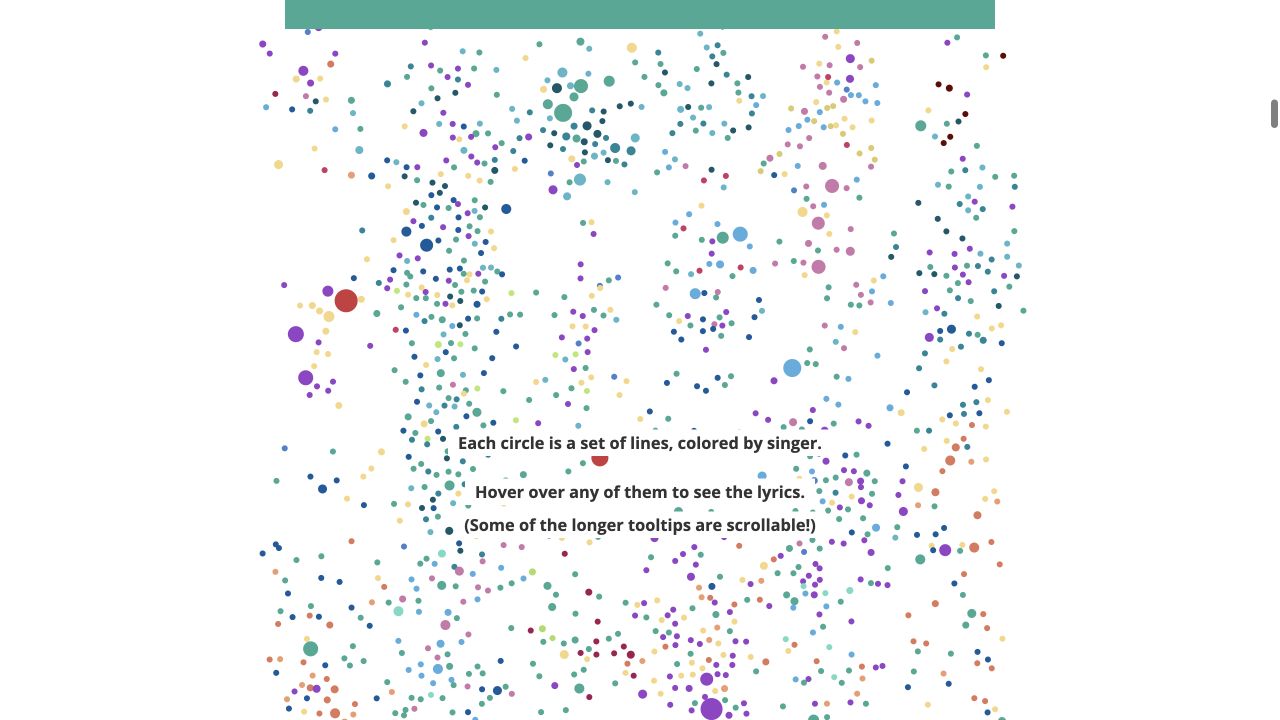 Each circle is a set of lines, colored by singer.
Hover over any of them to see the lyrics.
(Some of the longer tooltips are scrollable!)